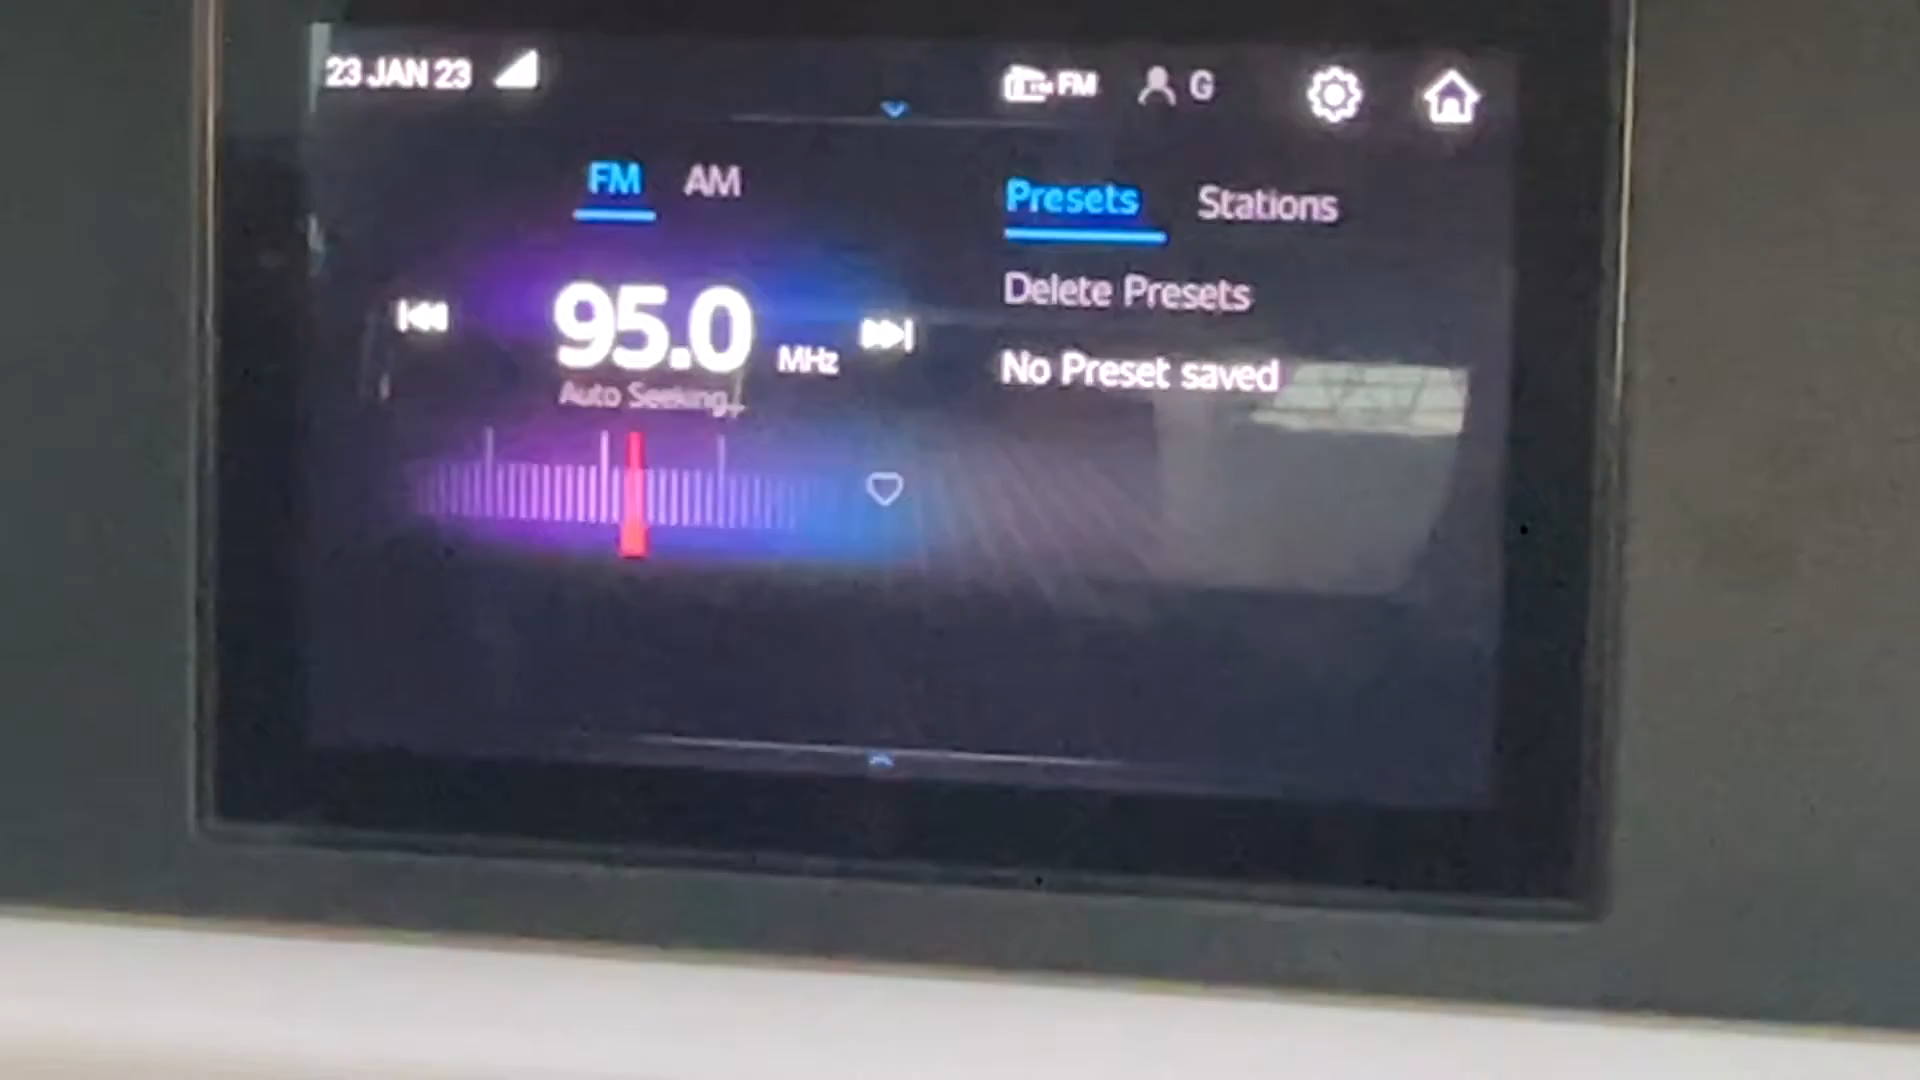 23 JAN 23
FM
G
FM AM
95.0 MHz
Auto Seeking
Presets Stations
Delete Presets
No Preset saved